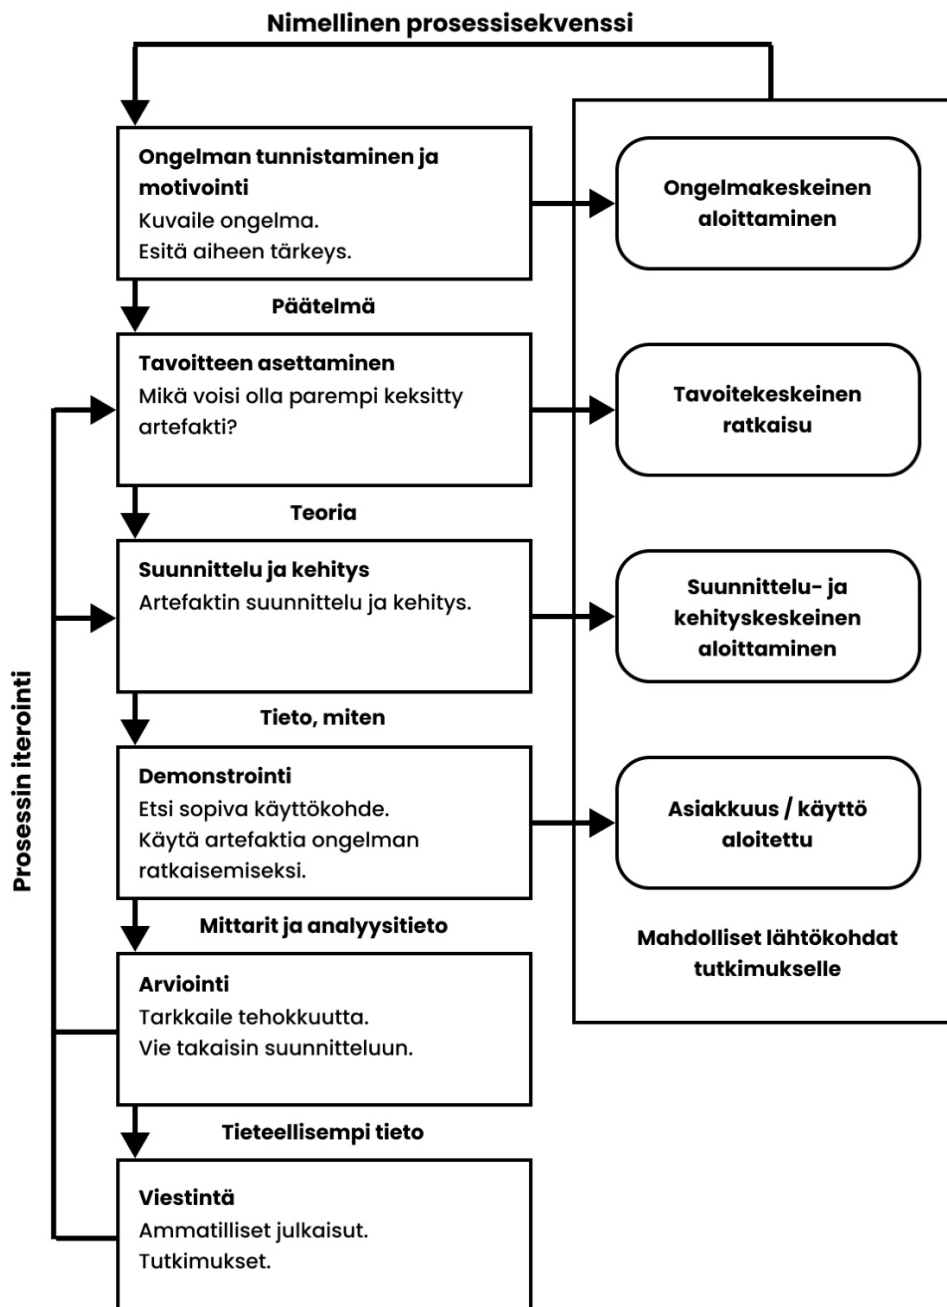 Nimellinen prosessisekvenssi
Ongelman tunnistaminen ja
motivointi
Kuvaile ongelma.
Esitä aiheen tärkeys.
Ongelmakeskeinen
aloittaminen
Päätelmä
Tavoitteen asettaminen
Mikä voisi olla parempi keksitty
artefakti?
Tavoitekeskeinen
ratkaisu
Teoria
Suunnittelu ja kehitys
Artefaktin suunnittelu ja kehitys.
Suunnittelu- ja
kehityskeskeinen
aloittaminen
Tieto, miten
Demonstrointi
Etsi sopiva käyttökohde.
Käytä artefaktia ongelman
ratkaisemiseksi.
Asiakkuus / käyttö
aloitettu
Mittarit ja analyysitieto
Mahdolliset lähtökohdat
tutkimukselle
Arviointi
Tarkkaile tehokkuutta.
Vie takaisin suunnitteluun.
Tieteellisempi tieto
Viestintä
Ammatilliset julkaisut.
Tutkimukset.
Prosessin iterointi